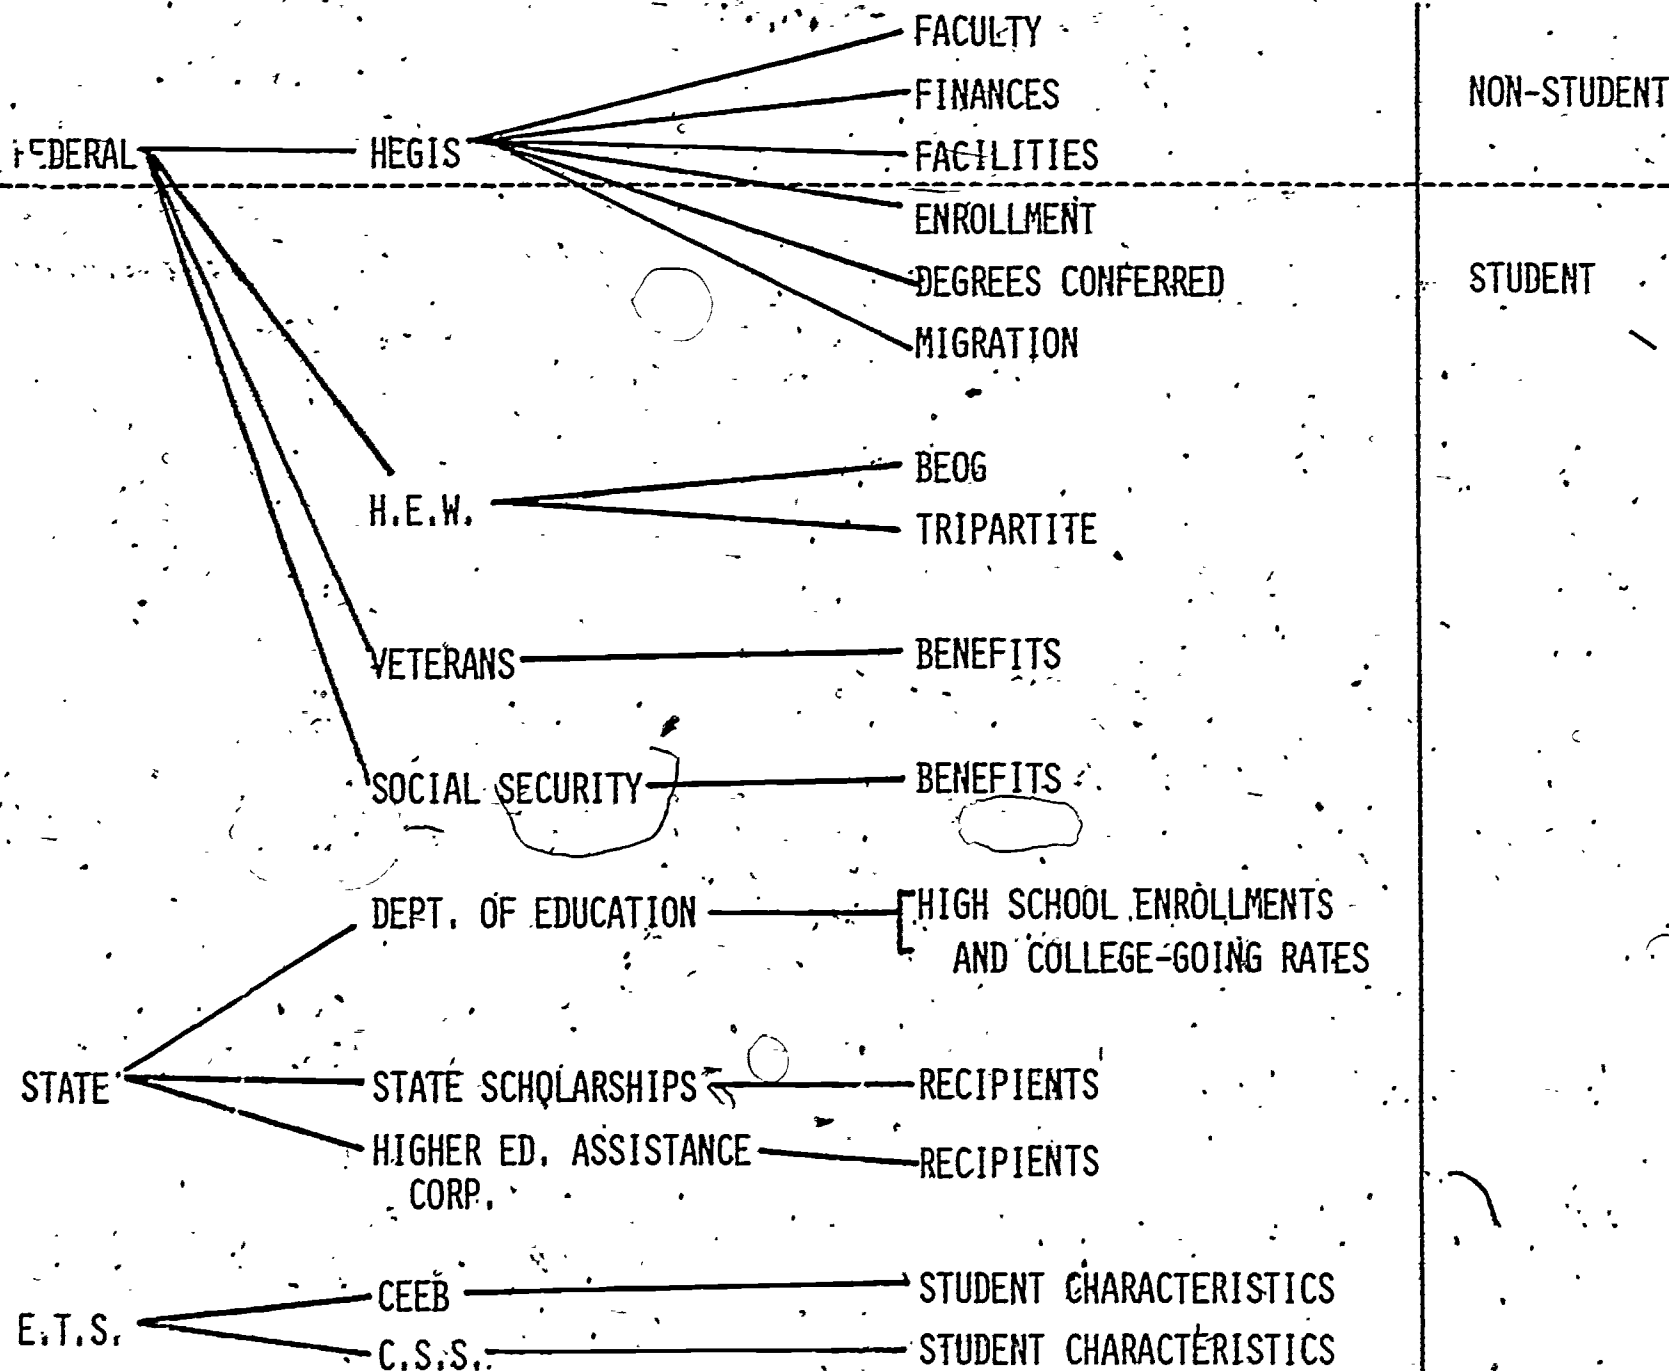 FACULTY
FINANCES
NON-STUDENT
FEDERAL HEGIS FACILITIES
ENROLLMENT
DEGREES CONFERRED
STUDENT
MIGRATION
BEOG
H.E.W.
TRIPARTITE
VETERANS BENEFITS
SOCIAL SECURITY BENEFITS
DEPT. OF EDUCATION HIGH SCHOOL ENROLLMENTS
AND COLLEGE-GOING RATES
STATE STATE SCHOLARSHIPS RECIPIENTS
HIGHER ED. ASSISTANCE RECIPIENTS
CORP.
CEEB STUDENT CHARACTERISTICS
E.T.S.
C.S.S. STUDENT CHARACTERISTICS